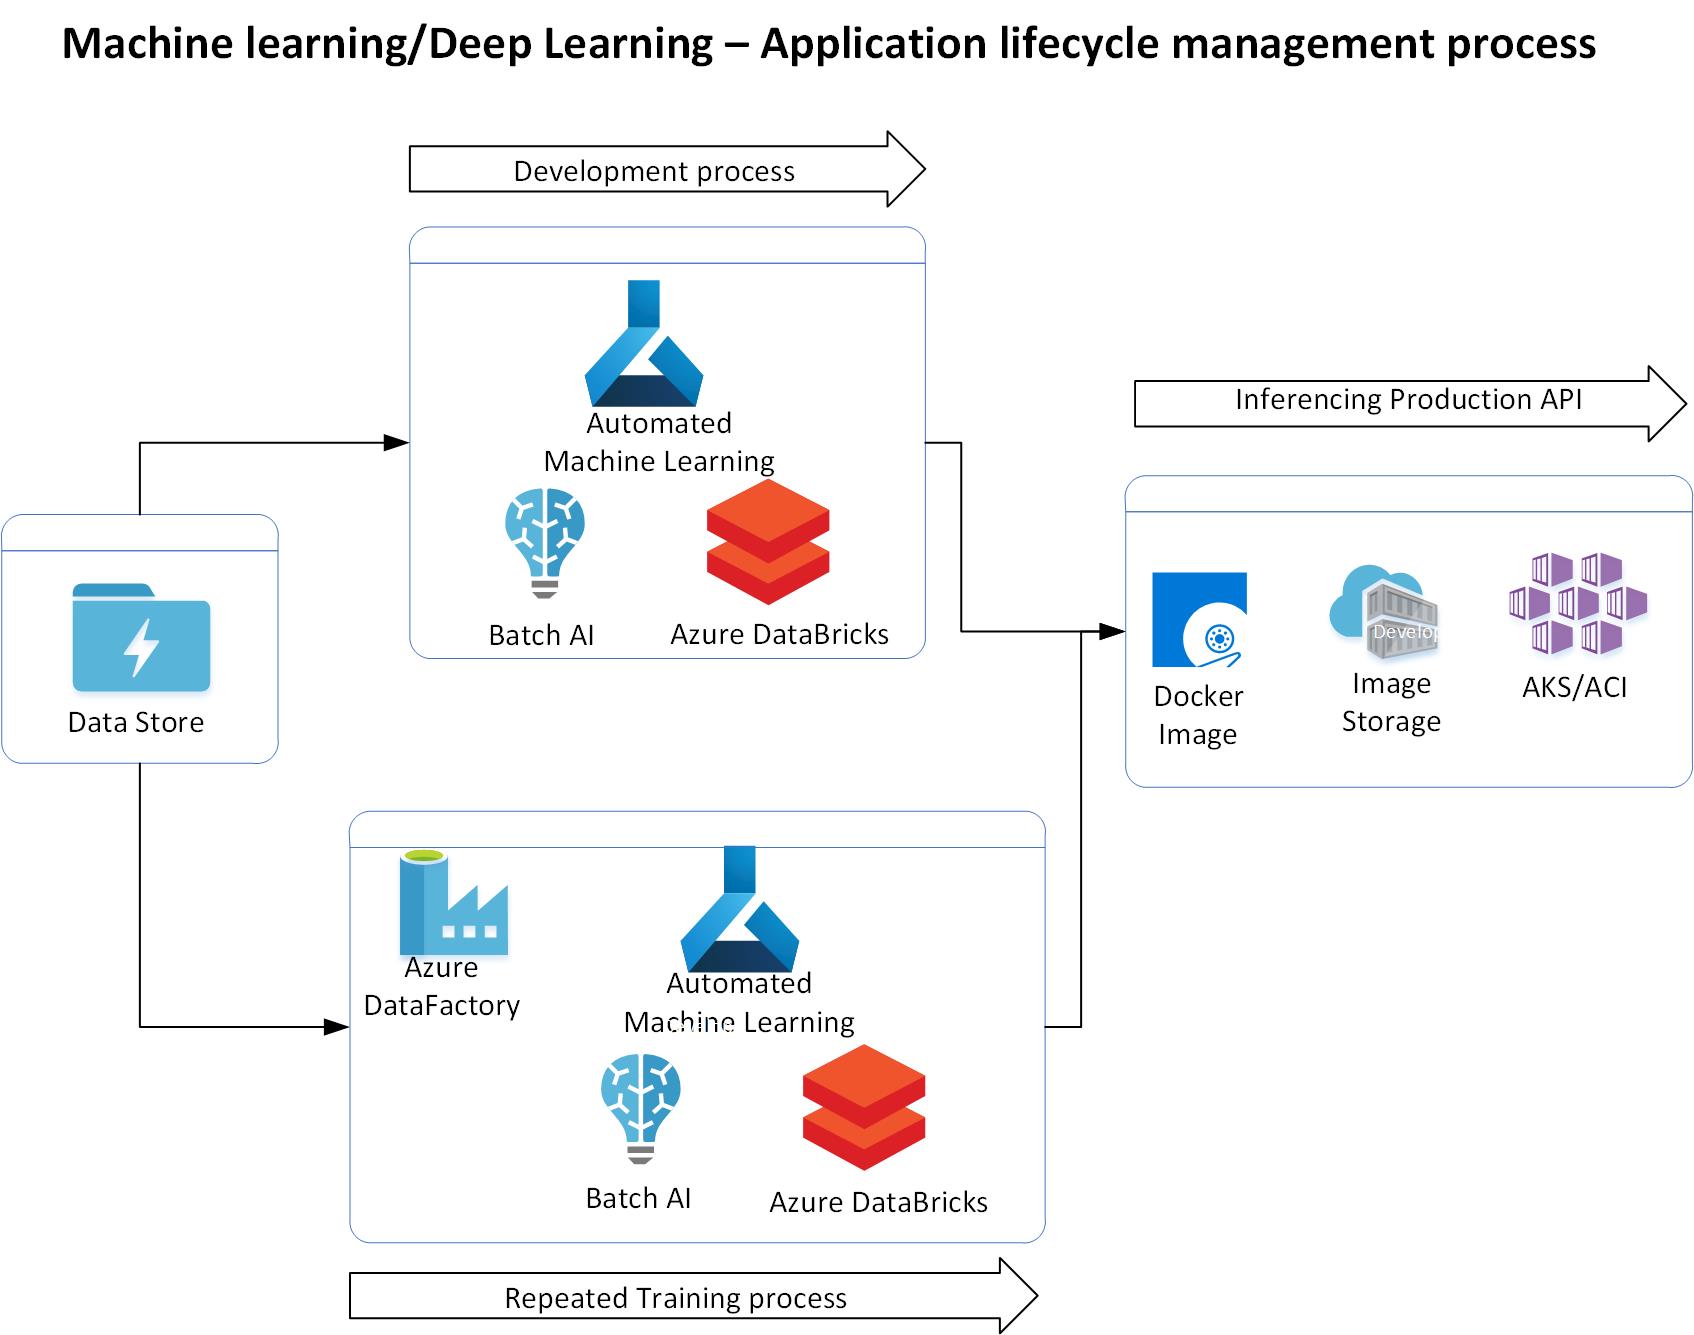 Machine learning/Deep Learning – Application lifecycle management process
Development process
Automated
Machine Learning
Batch AI
Azure DataBricks
Inferencing Production API
Data Store
Develop
Docker
Image
Image
Storage
AKS/ACI
Azure
DataFactory
Automated
Machine Learning
Batch AI
Azure DataBricks
Repeated Training process